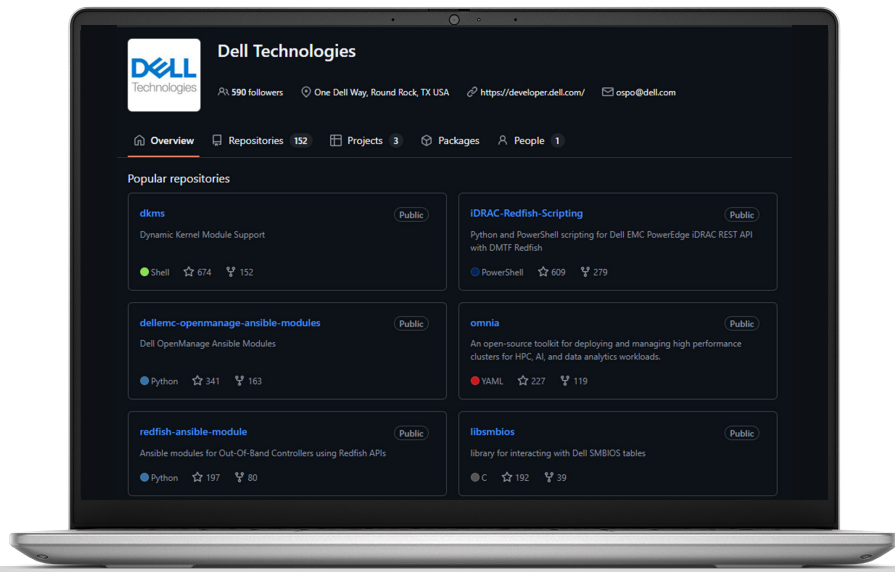 DELL
Technologies
Dell Technologies
590 followers One Dell Way, Round Rock, TX USA https://developer.dell.com/ ospo@dell.com
Overview Repositories 152 Projects 3 Packages People 1
Popular repositories
dkms Public
Dynamic Kernel Module Support
Shell 674 152
iDRAC-Redfish-Scripting Public
Python and PowerShell scripting for Dell EMC PowerEdge iDRAC REST API
with DMTF Redfish
PowerShell 609 279
dellemc-openmanage-ansible-modules Public
Dell OpenManage Ansible Modules
Python 341 163
omnia Public
An open-source toolkit for deploying and managing high performance
clusters for HPC, AI, and data analytics workloads.
YAML 227 119
redfish-ansible-module Public
Ansible modules for Out-Of-Band Controllers using Redfish APIs
Python 197 80
libsmbios Public
library for interacting with Dell SMBIOS tables
C 192 39